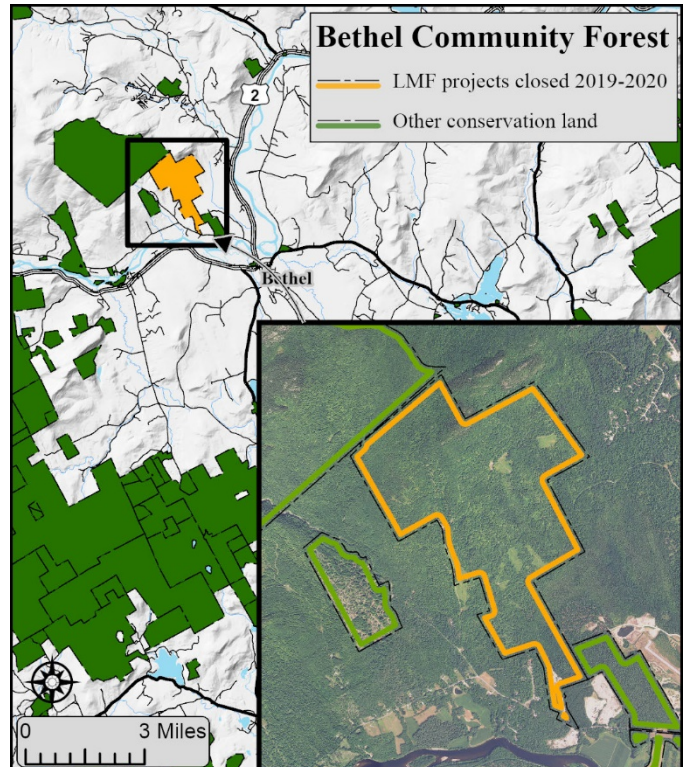 Bethel Community Forest
LMF projects closed 2019-2020
Other conservation land
2
Bethel
0 3 Miles